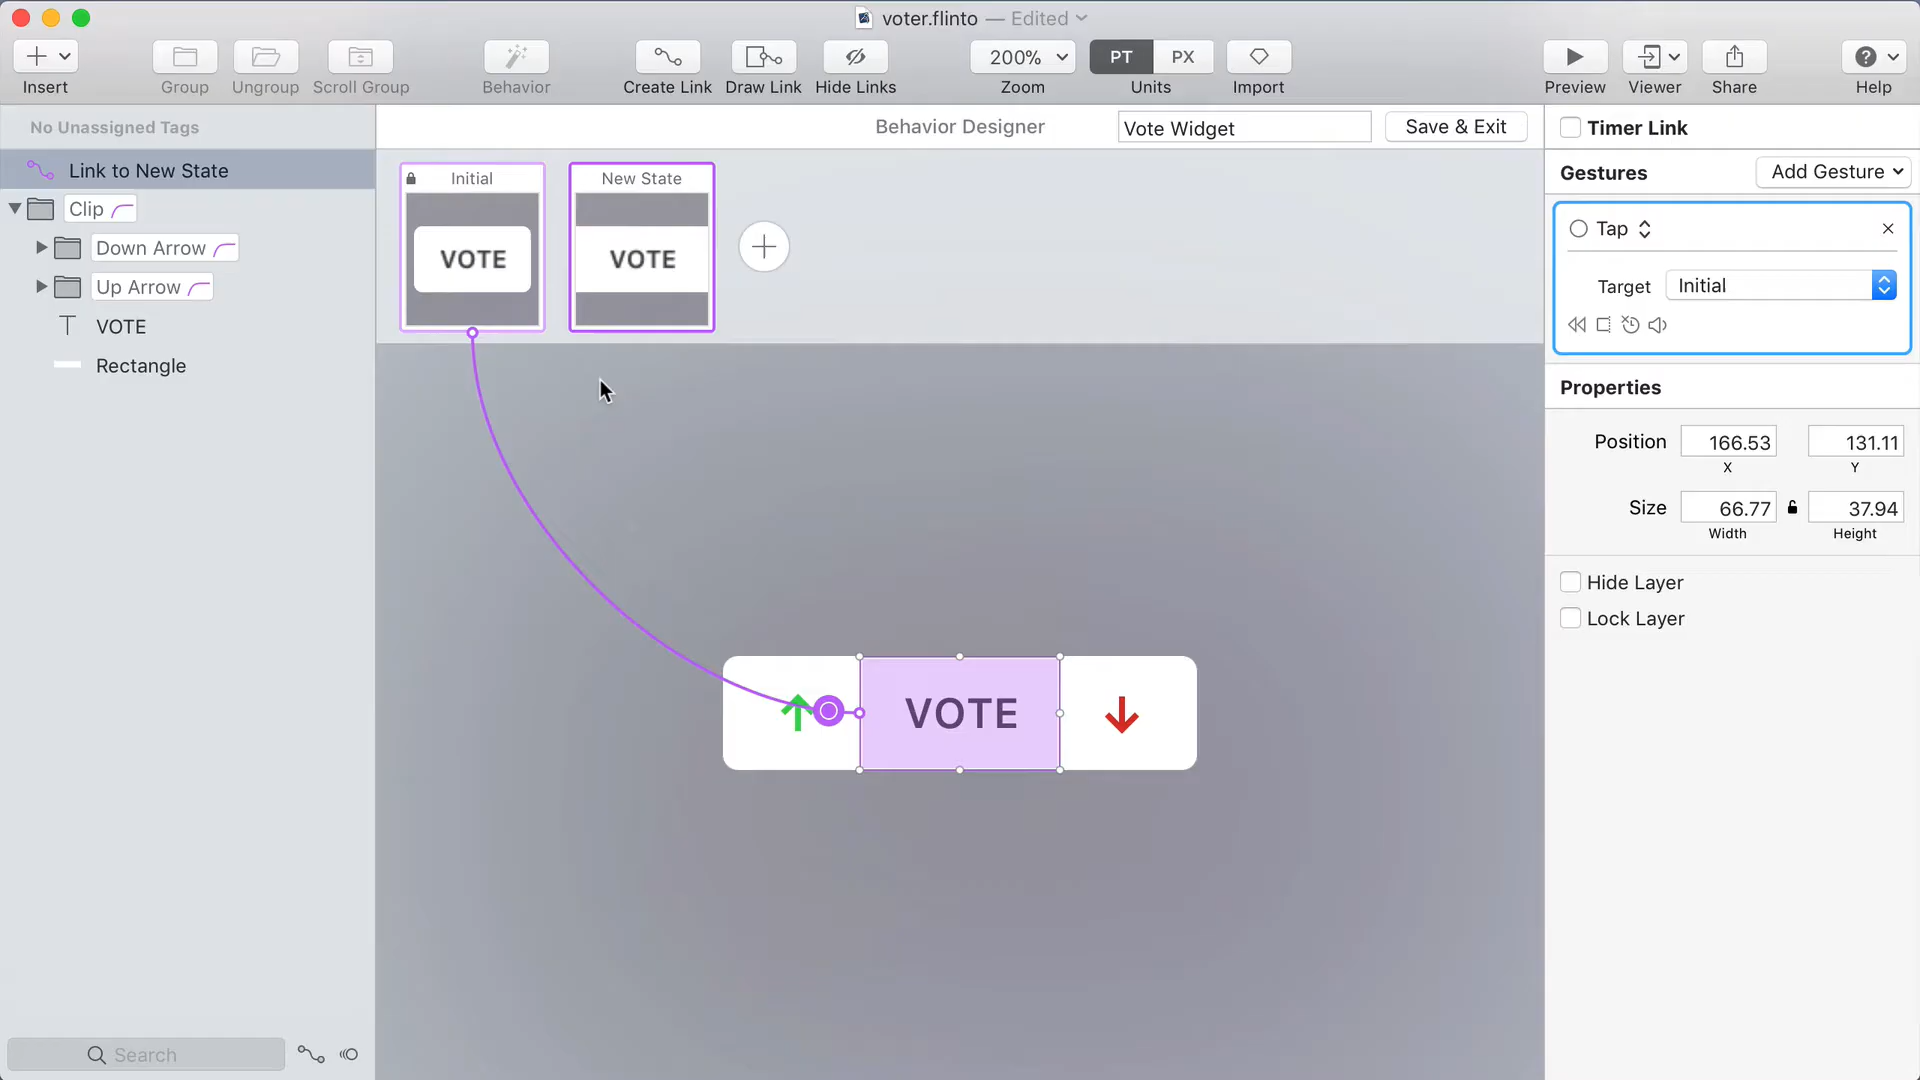 voter.flinto — Edited
200%
PT
PX
Insert
Group
Ungroup
Scroll Group
Behavior
Create Link
Draw Link
Hide Links
Zoom
Units
Import
Preview
Viewer
Share
Help
No Unassigned Tags
Behavior Designer
Vote Widget
Save & Exit
Timer Link
Link to New State
Initial
New State
Gestures
Add Gesture
Clip
Tap
Down Arrow
VOTE
VOTE
Up Arrow
Target
Initial
VOTE
Rectangle
Properties
Position
166.53
131.11
X
Y
Size
66.77
37.94
Width
Height
Hide Layer
Lock Layer
VOTE
Search